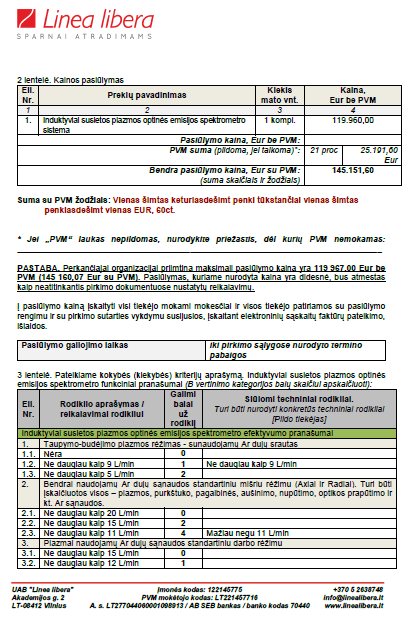 Linea libera
SPARNAI ATRADIMAMS
2 lentelė. Kainos pasiūlymas
Eil. Nr. Prekių pavadinimas Kiekis mato vnt. Kaina, Eur be PVM
1 2 3 4
1. Induktyviai susietos plazmos optinės emisijos spektrometro sistema 1 kompl. 119.960,00
Pasiūlymo kaina, Eur be PVM:
PVM suma (pildoma, jei taikoma)*: 21 proc 25.191,60 Eur
Bendra pasiūlymo kaina, Eur su PVM: 145.151,60
(suma skaičiais ir žodžiais)
Suma su PVM žodžiais: Vienas šimtas keturiasdešimt penki tūkstančiai vienas šimtas
penkiasdešimt vienas EUR, 60ct.
* Jei „PVM" laukas nepildomas, nurodykite priežastis, dėl kurių PVM nemokamas:
PASTABA. Perkančiajai organizacijai priimtina maksimali pasiūlymo kaina yra 119 967,00 Eur be
PVM (145 160,07 Eur su PVM). Pasiūlymas, kuriame nurodyta kaina yra didesnė, bus atmestas
kaip neatitinkantis pirkimo dokumentuose nustatytų reikalavimų.
Į pasiūlymo kainą įskaityti visi tiekėjo mokami mokesčiai ir visos tiekėjo patiriamos su pasiūlymo
rengimu ir su pirkimo sutarties vykdymu susijusios, įskaitant elektroninių sąskaitų faktūrų pateikimo,
išlaidos.
Pasiūlymo galiojimo laikas iki pirkimo sąlygose nurodyto termino
pabaigos
3 lentelė. Pateikiame kokybės (kiekybės) kriterijų aprašymą. Induktyviai susietos plazmos optinės
emisijos spektrometro funkciniai pranašumai (B vertinimo kategorijos balų skaičiui apskaičiuoti):
Eil. Nr. Rodiklio aprašymas / reikalavimai rodikliui Galimi balai už rodiklį Siūlomi techniniai rodikliai.
Turi būti nurodyti konkretūs techniniai rodikliai
[Pildo tiekėjas]
Induktyviai susietos plazmos optinės emisijos spektrometro efektyvumo pranašumai
1. Taupymo-budėjimo plazmos režimas - sunaudojamų Ar dujų srautas
1.1. Nėra 0
1.2. Ne daugiau kaip 9 L/min 1 Ne daugiau kaip 9 L/min
1.3. Ne daugiau kaip 5 L/min 2
2. Bendrai naudojamų Ar dujų sąnaudos standartiniu mišriu režimu (Axial ir Radial). Turi būti
įskaičiuotos visos – plazmos, purkštuko, pagalbinės, aušinimo, nupūtimo, optikos prapūtimo ir
kt. Ar sąnaudos.
2.1. Ne daugiau kaip 20 L/min 0
2.2. Ne daugiau kaip 15 L/min 2
2.3. Ne daugiau kaip 11 L/min 4 Mažiau negu 11 L/min
3. Plazmai naudojamų Ar dujų sąnaudos standartiniu darbo režimu
3.1. Ne daugiau kaip 15 L/min 0
3.2. Ne daugiau kaip 12 L/min 1
UAB "Linea libera" Įmonės kodas: 122145775 +370 5 2638748
Akademijos g. 2 PVM mokėtojo kodas: LT221457716 info@linealibera.lt
LT-08412 Vilnius A. s. LT277044060001098913 / AB SEB bankas / banko kodas 70440 www.linealibera.lt